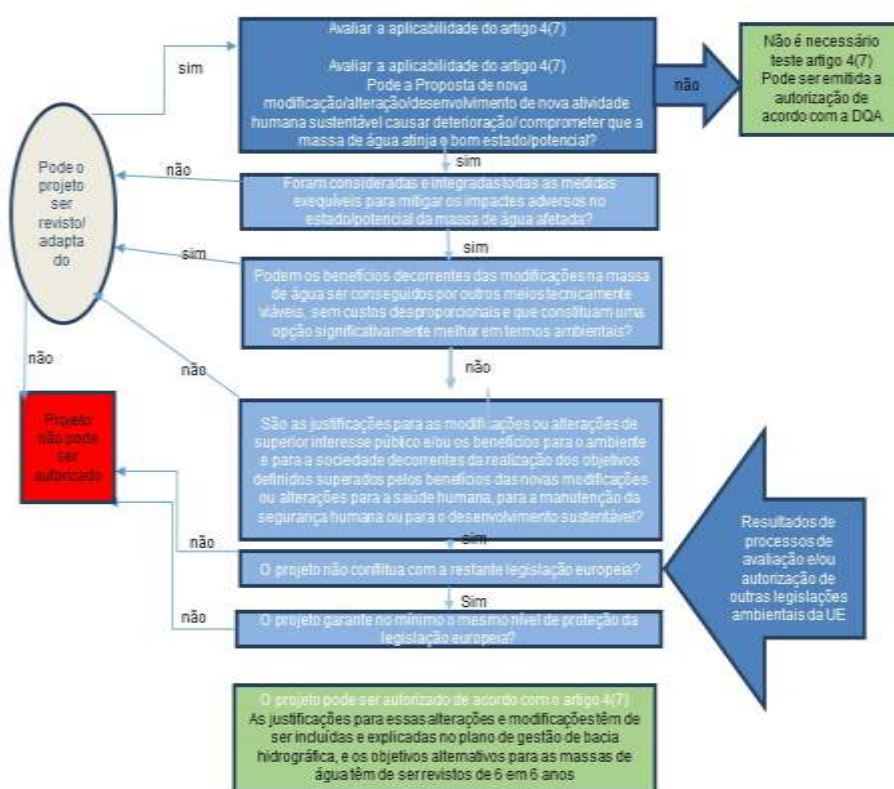 Avaliar a aplicabilidade do artigo 4(7)
Avaliar a aplicabilidade do artigo 4(7)
Pode a Proposta de nova
modificação/alteração/desenvolvimento de nova atividade
humana sustentável causar deterioração/ comprometer que a
massa de água atinja o bom estado/potencial?
não
Não é necessário
teste artigo 4(7)
Pode ser emitida a
autorização de
acordo com a DQA
sim
sim
Pode o
projeto
ser
revisto/
adapta
do
não
Foram consideradas e integradas todas as medidas
exequíveis para mitigar os impactes adversos no
estado/potencial da massa de água afetada?
sim
sim
Podem os benefícios decorrentes das modificações na massa
de água ser conseguidos por outros meios tecnicamente
viáveis, sem custos desproporcionais e que constituam uma
opção significativamente melhor em termos ambientais?
não
não
não
Projeto
não pode
ser
autorizado
São as justificações para as modificações ou alterações de
superior interesse público e/ou os benefícios para o ambiente
e para a sociedade decorrentes da realização dos objetivos
definidos superados pelos benefícios das novas modificações
ou alterações para a saúde humana, para a manutenção da
segurança humana ou para o desenvolvimento sustentável?
sim
não
O projeto não conflitua com a restante legislação europeia?
Sim
não
O projeto garante no mínimo o mesmo nível de proteção da
legislação europeia?
Resultados de
processos de
avaliação e/ou
autorização de
outras legislações
ambientais da UE
O projeto pode ser autorizado de acordo com o artigo 4(7)
As justificações para essas alterações e modificações têm de
ser incluídas e explicadas no plano de gestão de bacia
hidrográfica, e os objetivos alternativos para as massas de
água têm de ser revistos de 6 em 6 anos